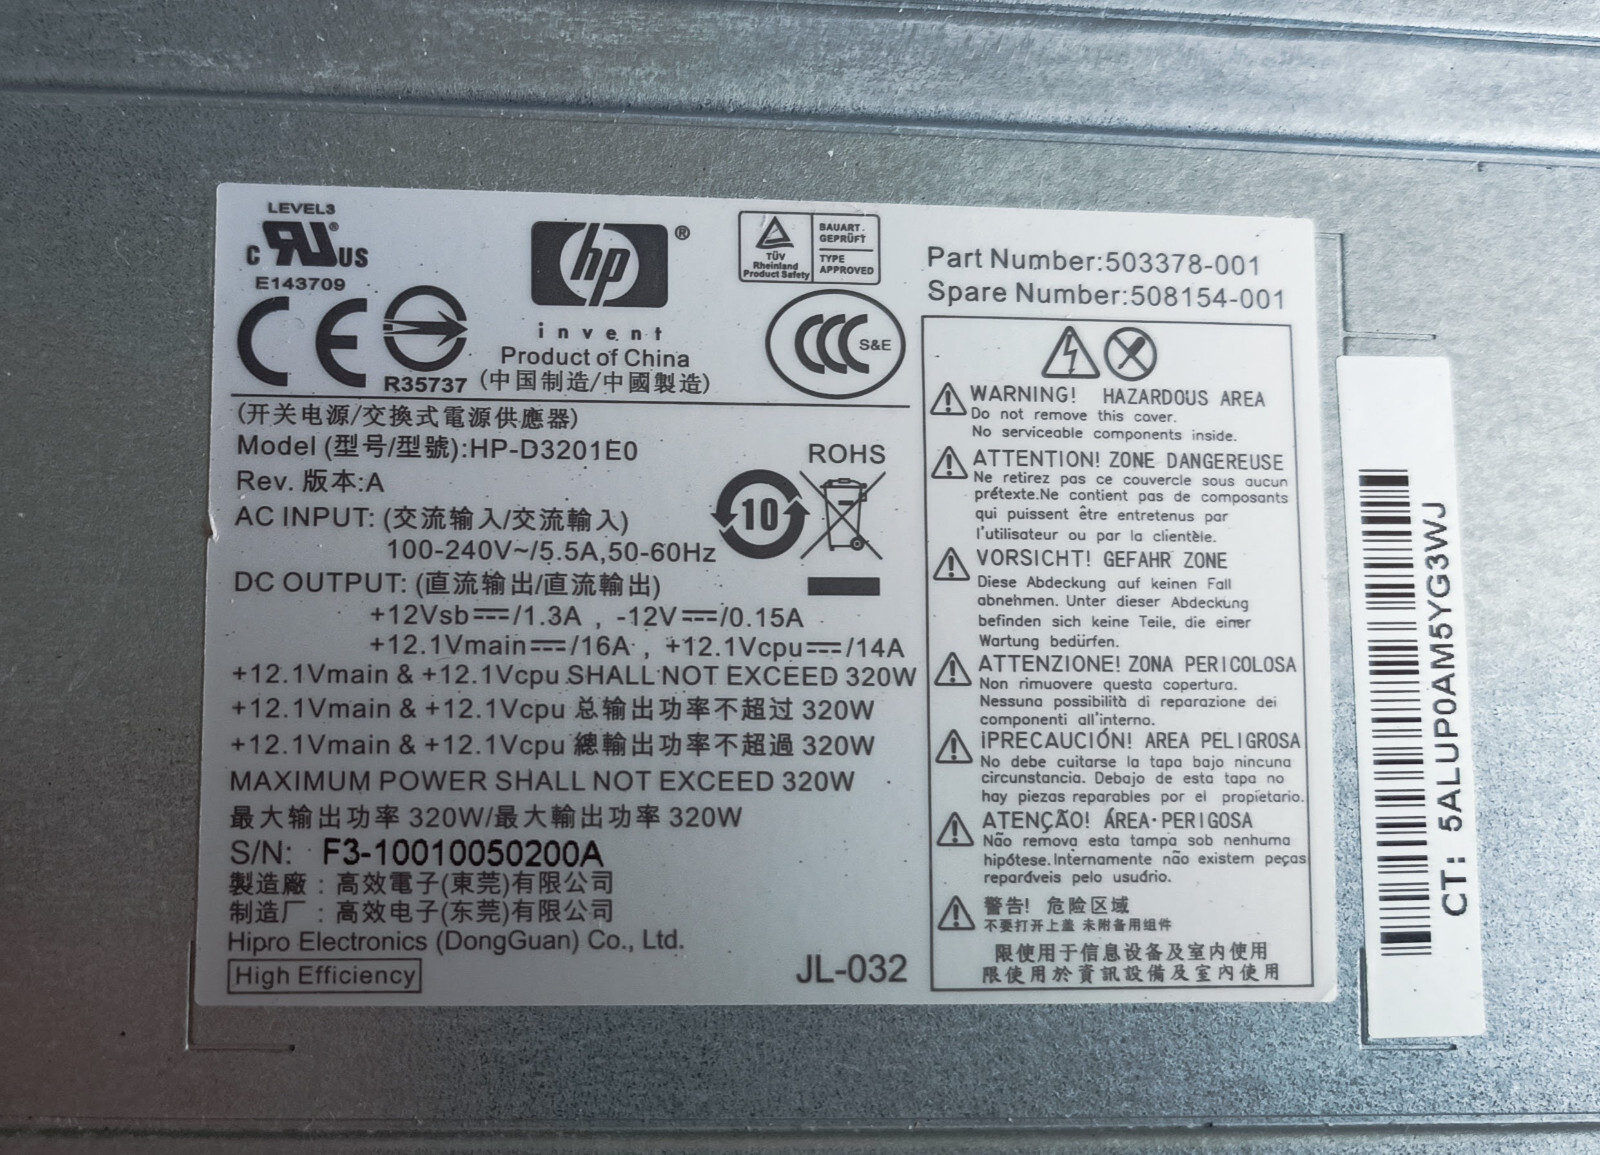 LEVEL3
C RU® US
E143709
CE
R35737
hp®
invent
Product of China
(中国制造/中國製造)
TÜV
Rheinland
Product Safety
BAUART
GEPRÜFT
TYPE
APPROVED
CCC S&E
Part Number:503378-001
Spare Number:508154-001
(开关电源/交換式電源供應器)
Model (型号/型號):HP-D3201E0
Rev. 版本:A
AC INPUT: (交流输入/交流輸入)
100-240V~/5.5A,50-60Hz
DC OUTPUT: (直流输出/直流輸出)
+12Vsb⎓/1.3A , -12V⎓/0.15A
+12.1Vmain⎓/16A , +12.1Vcpu⎓/14A
+12.1Vmain & +12.1Vcpu SHALL NOT EXCEED 320W
+12.1Vmain & +12.1Vcpu 总输出功率不超过 320W
+12.1Vmain & +12.1Vcpu 總輸出功率不超過 320W
MAXIMUM POWER SHALL NOT EXCEED 320W
最大输出功率 320W/最大輸出功率 320W
S/N: F3-10010050200A
製造廠：高效電子(東莞)有限公司
制造厂：高效电子(东莞)有限公司
Hipro Electronics (DongGuan) Co., Ltd.
High Efficiency
JL-032
ROHS
10
WARNING! HAZARDOUS AREA
Do not remove this cover.
No serviceable components inside.
ATTENTION! ZONE DANGEREUSE
Ne retirez pas ce couvercle sous aucun
prétexte.Ne contient pas de composants
qui puissent être entretenus par
l'utilisateur ou par la clientèle.
VORSICHT! GEFAHR ZONE
Diese Abdeckung auf keinen Fall
abnehmen. Unter dieser Abdeckung
befinden sich keine Teile, die einer
Wartung bedürfen.
ATTENZIONE! ZONA PERICOLOSA
Non rimuovere questa copertura.
Nessuna possibilità di reparazione dei
componenti all'interno.
¡PRECAUCIÓN! AREA PELIGROSA
No debe cuitarse la tapa bajo nincuna
circunstancia. Debajo de esta tapa no
hay piezas reparables por el propietario.
ATENÇÃO! ÁREA PERIGOSA
Não remova esta tampa sob nenhuma
hipótese.Internamente não existem peças
reparáveis pelo usuário.
警告! 危险区域
不要打开上盖 未附备用组件
限使用于信息设备及室内使用
限使用於資訊設備及室內使用
CT: 5ALUP0AM5YG3WJ